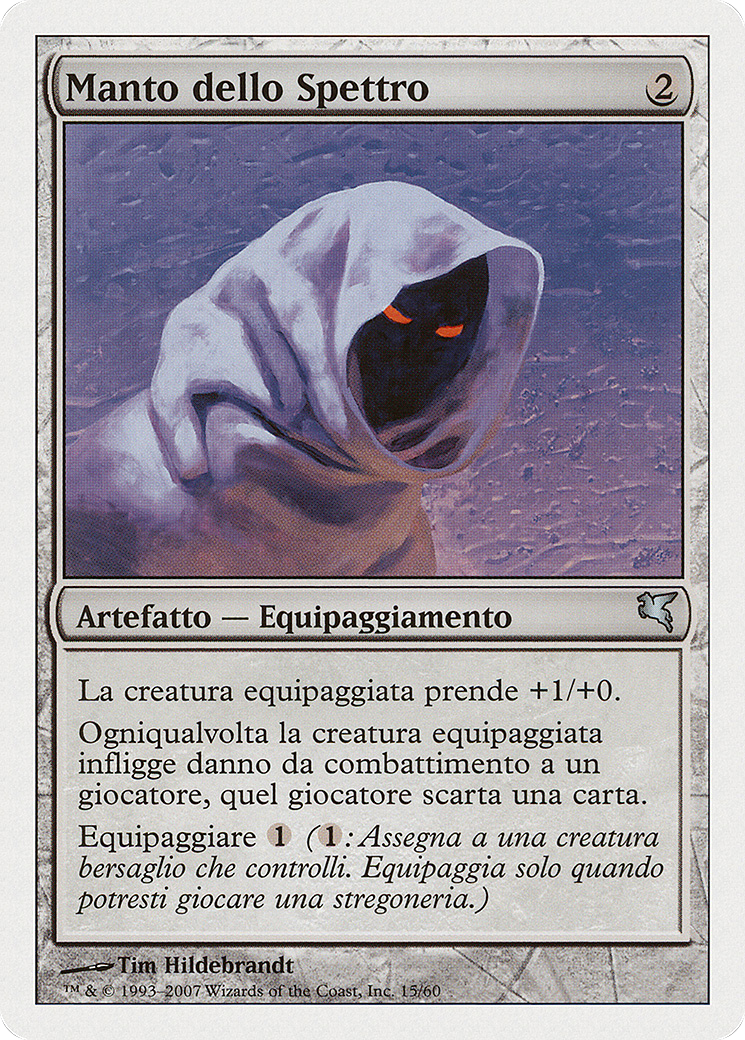 Manto dello Spettro 2
Artefatto — Equipaggiamento
La creatura equipaggiata prende +1/+0.
Ogniqualvolta la creatura equipaggiata
infligge danno da combattimento a un
giocatore, quel giocatore scarta una carta.
Equipaggiare 1 (1: Assegna a una creatura
bersaglio che controlli. Equipaggia solo quando
potresti giocare una stregoneria.)
Tim Hildebrandt
™ & © 1993–2007 Wizards of the Coast, Inc. 15/60